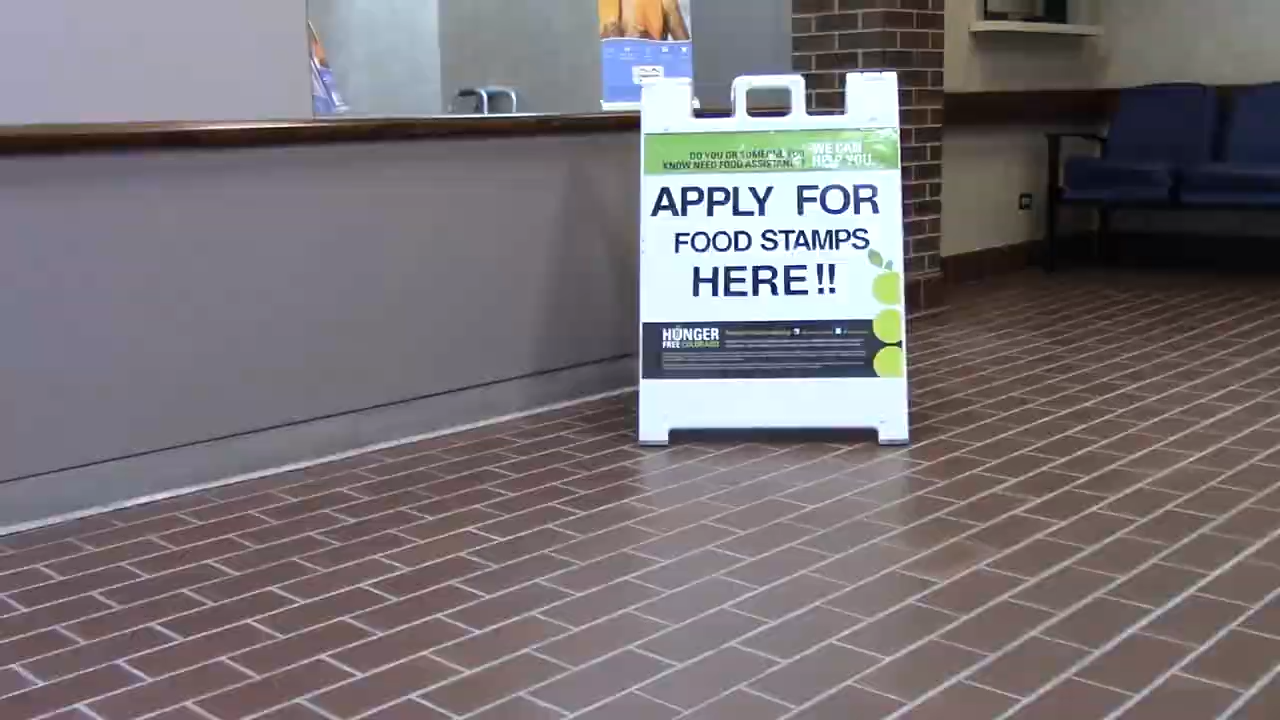 DO YOU OR SOMEONE YOU
KNOW NEED FOOD ASSISTANCE?
WE CAN
HELP YOU.
APPLY FOR
FOOD STAMPS
HERE!!
HUNGER
FREE COLORADO